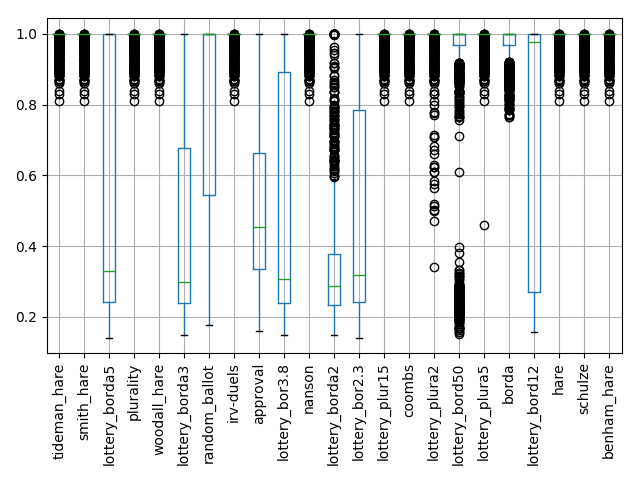 1.0
0.8
0.6
0.4
0.2
tideman_hare
smith_hare
lottery_borda5
plurality
woodall_hare
lottery_borda3
random_ballot
irv-duels
approval
lottery_bor3.8
nanson
lottery_borda2
lottery_bor2.3
lottery_plur15
coombs
lottery_plura2
lottery_bord50
lottery_plura5
borda
lottery_bord12
hare
schulze
benham_hare